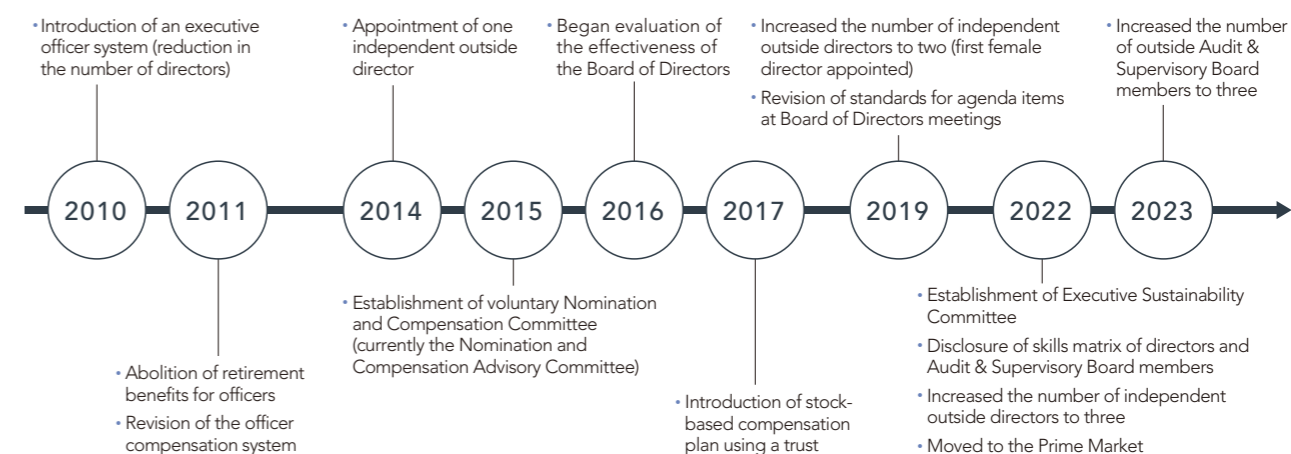 • Introduction of an executive
officer system (reduction in
the number of directors)
• Appointment of one
independent outside
director
• Began evaluation of
the effectiveness of
the Board of Directors
• Increased the number of independent
outside directors to two (first female
director appointed)
• Revision of standards for agenda items
at Board of Directors meetings
• Increased the number
of outside Audit &
Supervisory Board
members to three
2010
2011
2014
2015
2016
2017
2019
2022
2023
• Abolition of retirement
benefits for officers
• Revision of the officer
compensation system
• Establishment of voluntary Nomination
and Compensation Committee
(currently the Nomination and
Compensation Advisory Committee)
• Introduction of stock-
based compensation
plan using a trust
• Establishment of Executive Sustainability
Committee
• Disclosure of skills matrix of directors and
Audit & Supervisory Board members
• Increased the number of independent
outside directors to three
• Moved to the Prime Market